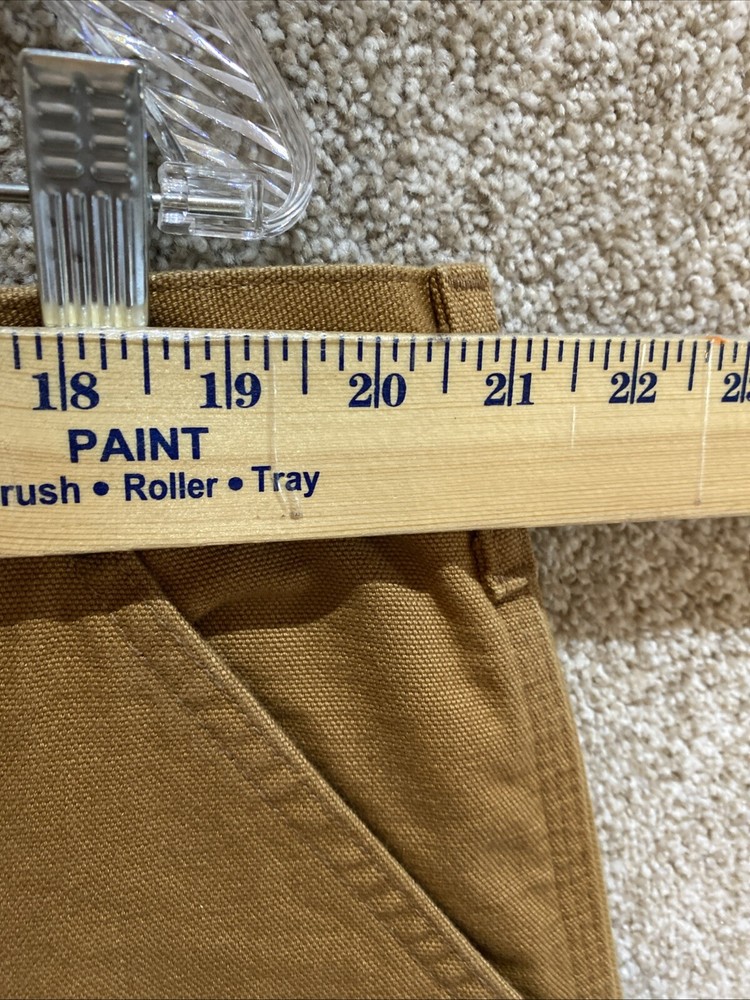 18 19 20 21 22
PAINT
rush • Roller • Tray